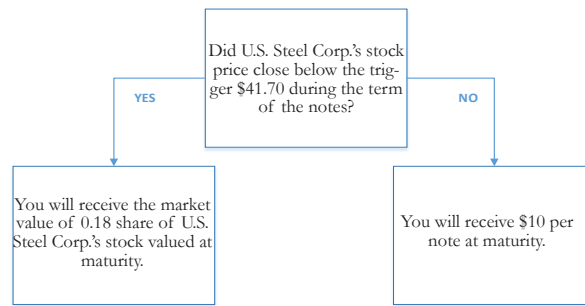 Did U.S. Steel Corp.'s stock
price close below the trig-
ger $41.70 during the term
of the notes?
YES
NO
You will receive the market
value of 0.18 share of U.S.
Steel Corp.'s stock valued at
maturity.
You will receive $10 per
note at maturity.